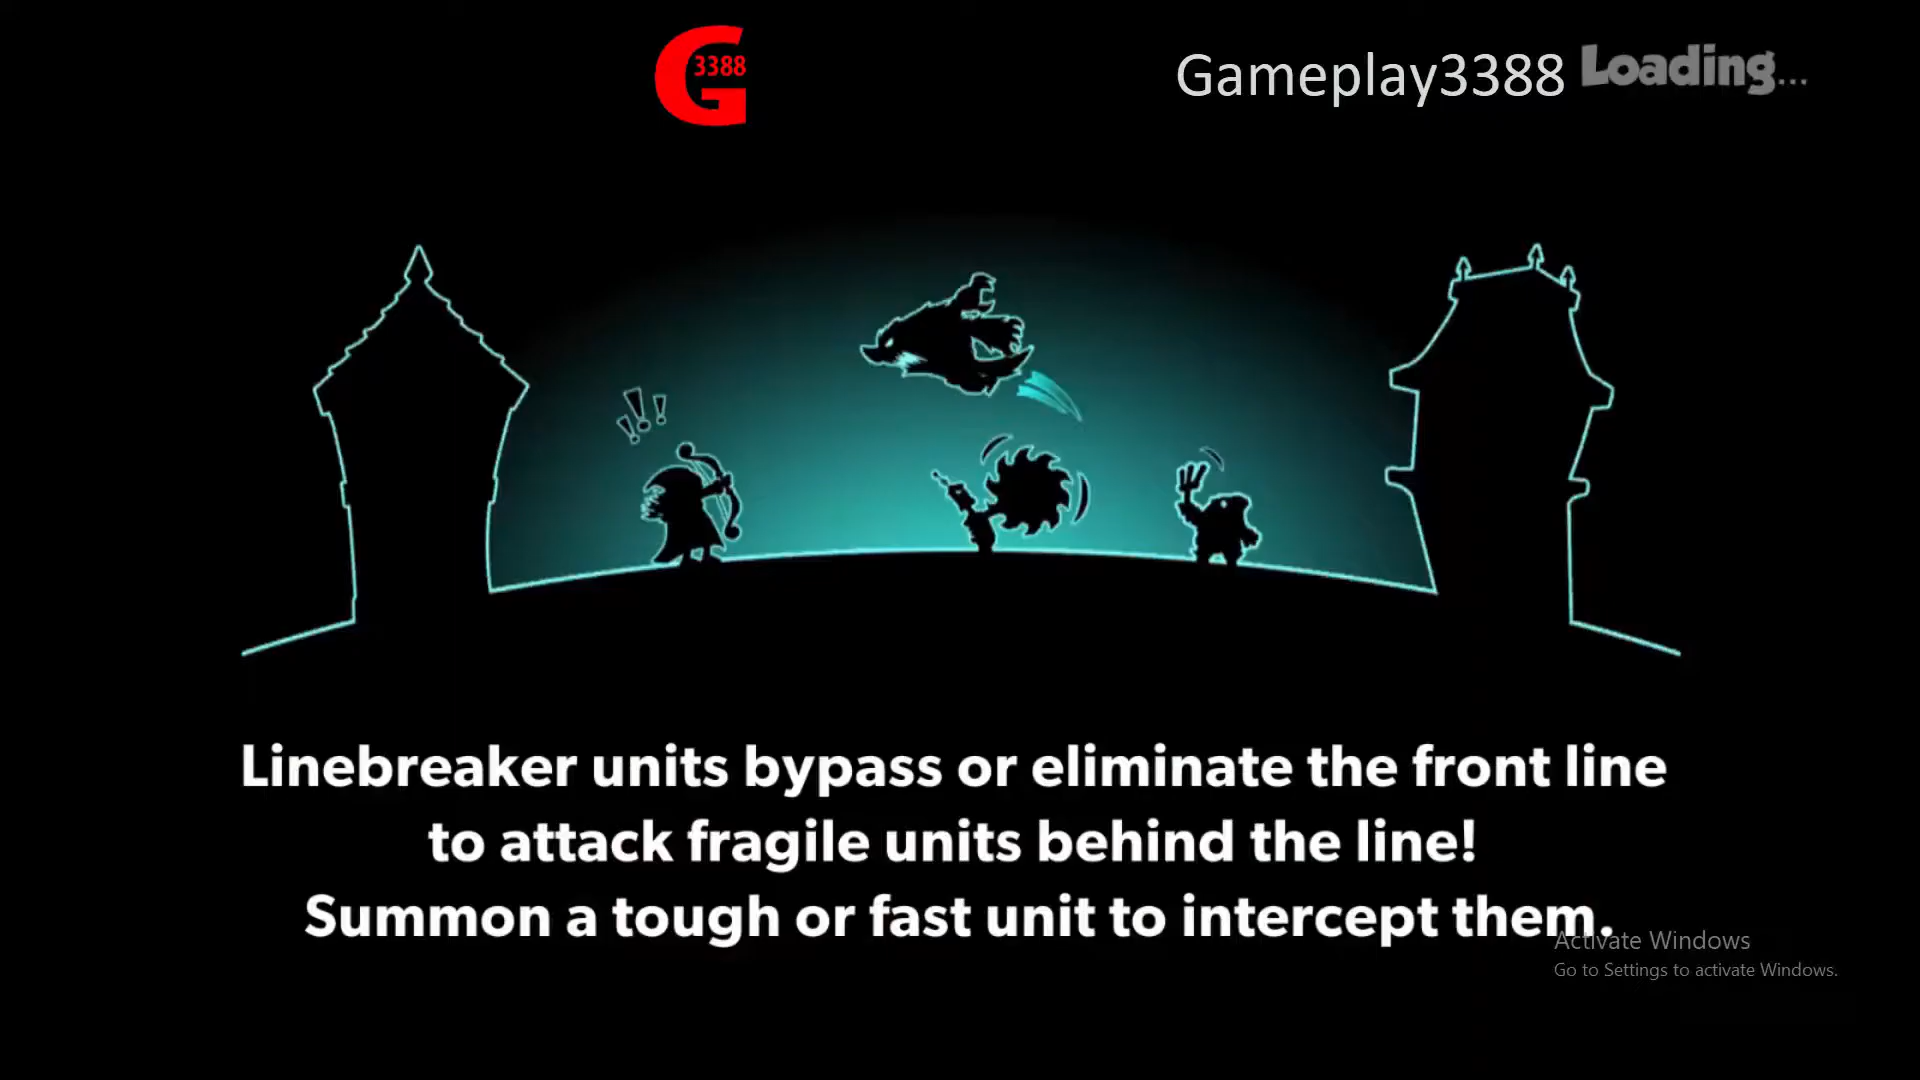 G
3388
Gameplay3388
Loading...
!!!
Linebreaker units bypass or eliminate the front line
to attack fragile units behind the line!
Summon a tough or fast unit to intercept them.
Activate Windows
Go to Settings to activate Windows.